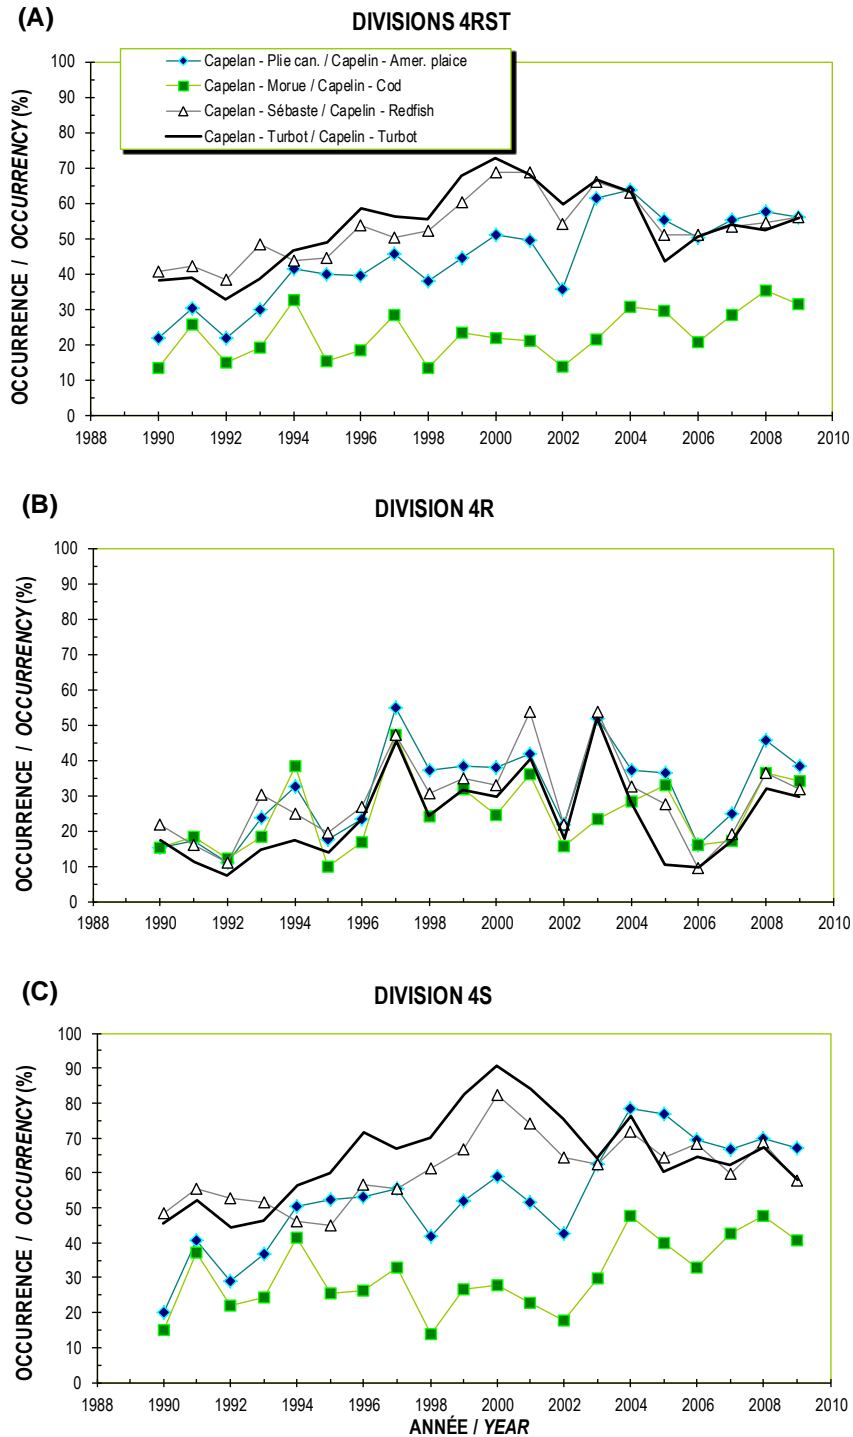 (A)
DIVISIONS 4RST
Capelan - Plie can. / Capelin - Amer. plaice
Capelan - Morue / Capelin - Cod
Capelan - Sébaste / Capelin - Redfish
Capelan - Turbot / Capelin - Turbot
OCCURRENCE / OCCURRENCY (%)
100
90
80
70
60
50
40
30
20
10
0
1988 1990 1992 1994 1996 1998 2000 2002 2004 2006 2008 2010
(B)
DIVISION 4R
OCCURRENCE / OCCURRENCY (%)
100
90
80
70
60
50
40
30
20
10
0
1988 1990 1992 1994 1996 1998 2000 2002 2004 2006 2008 2010
(C)
DIVISION 4S
OCCURRENCE / OCCURRENCY (%)
100
90
80
70
60
50
40
30
20
10
0
1988 1990 1992 1994 1996 1998 2000 2002 2004 2006 2008 2010
ANNÉE / YEAR